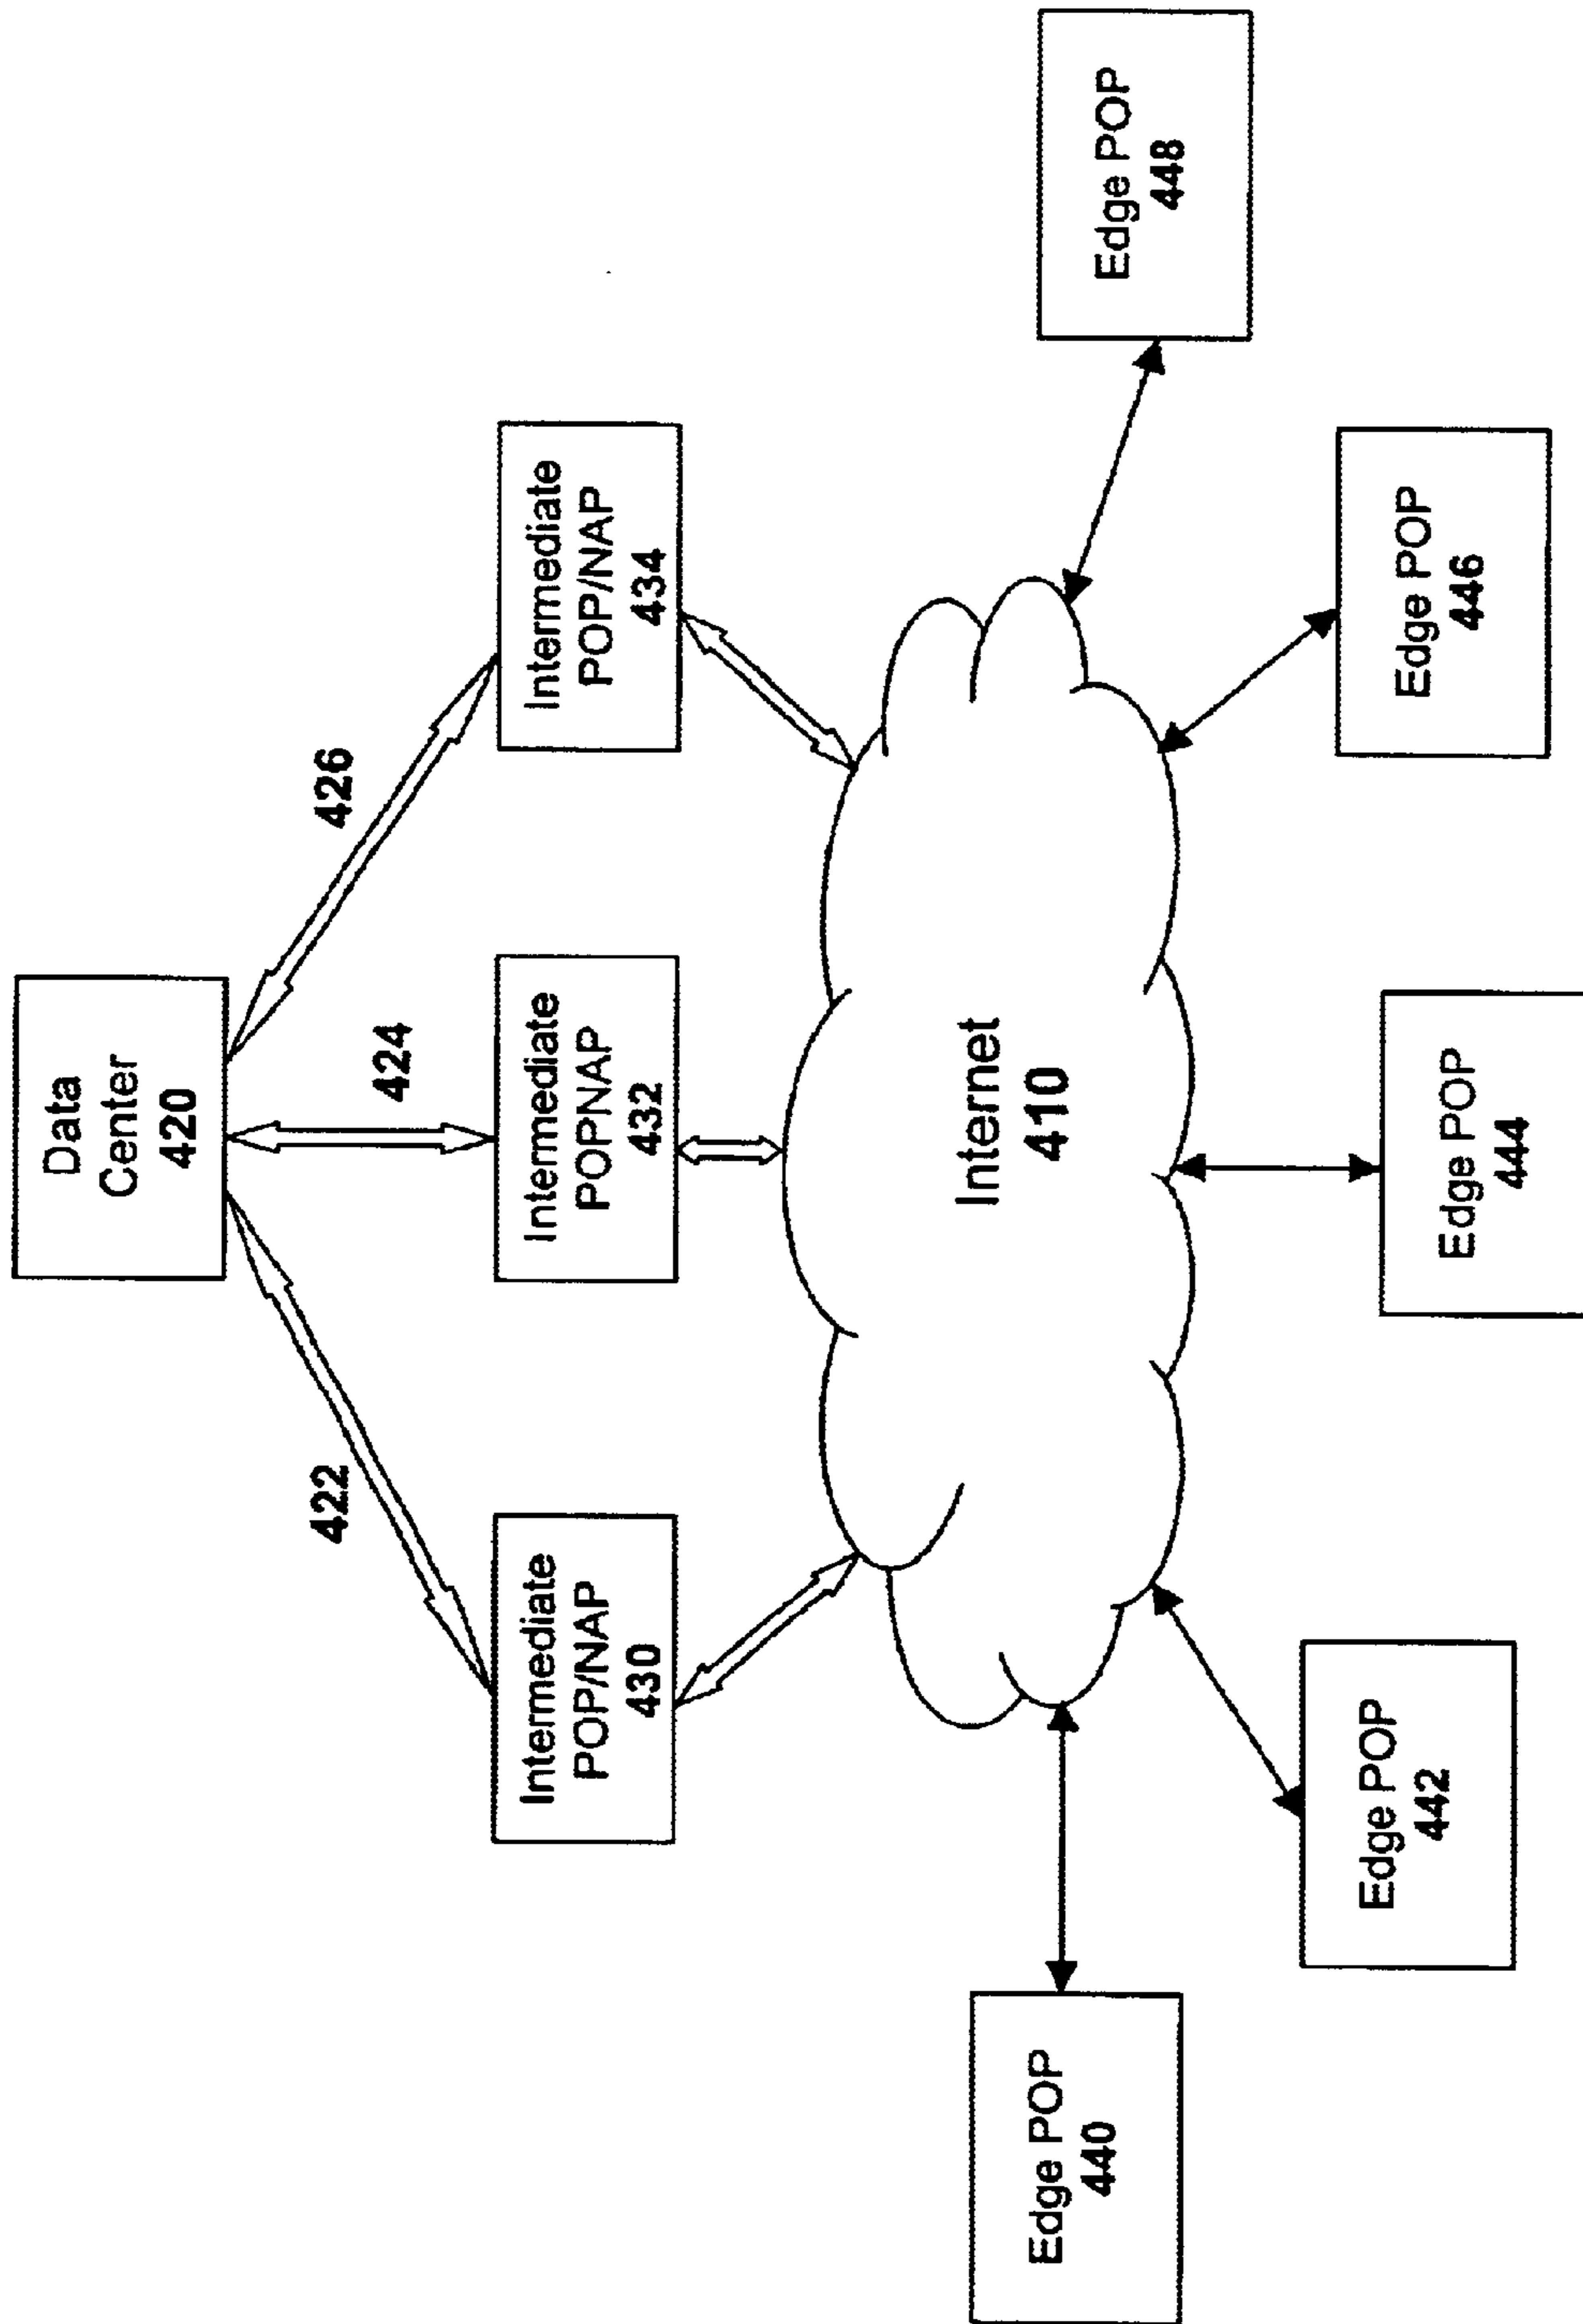 Data
Center
420
422
424
426
Intermediate
POP/NAP
430
Intermediate
POPNAP
432
Intermediate
POP/NAP
434
Internet
410
Edge POP
440
Edge POP
442
Edge POP
444
Edge POP
446
Edge POP
448